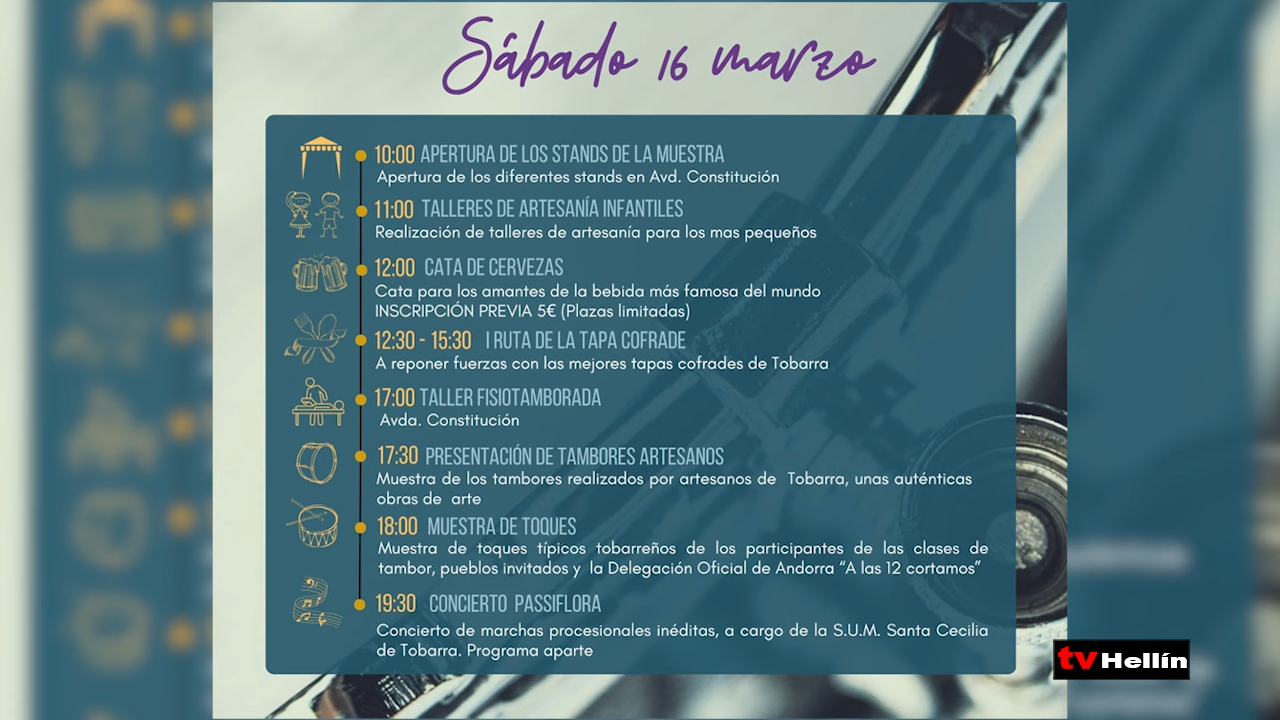 Sábado 16 marzo
10:00 APERTURA DE LOS STANDS DE LA MUESTRA
Apertura de los diferentes stands en Avd. Constitución
11:00 TALLERES DE ARTESANÍA INFANTILES
Realización de talleres de artesanía para los mas pequeños
12:00 CATA DE CERVEZAS
Cata para los amantes de la bebida más famosa del mundo
INSCRIPCIÓN PREVIA 5€ (Plazas limitadas)
12:30 - 15:30 I RUTA DE LA TAPA COFRADE
A reponer fuerzas con las mejores tapas cofrades de Tobarra
17:00 TALLER FISIOTAMBORADA
Avda. Constitución
17:30 PRESENTACIÓN DE TAMBORES ARTESANOS
Muestra de los tambores realizados por artesanos de Tobarra, unas auténticas
obras de arte
18:00 MUESTRA DE TOQUES
Muestra de toques típicos tobarreños de los participantes de las clases de
tambor, pueblos invitados y la Delegación Oficial de Andorra “A las 12 cortamos”
19:30 CONCIERTO PASSIFLORA
Concierto de marchas procesionales inéditas, a cargo de la S.U.M. Santa Cecilia
de Tobarra. Programa aparte
tv Hellín